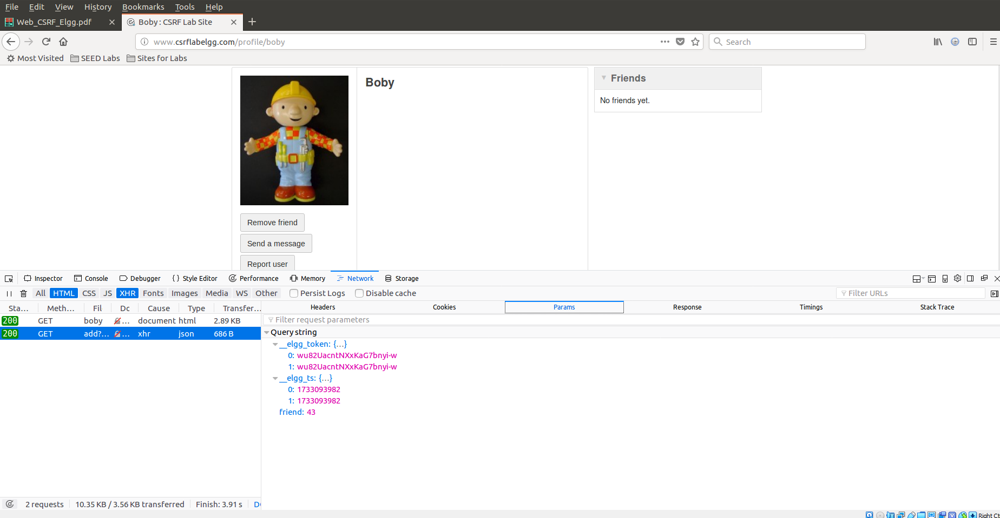 File Edit View History Bookmarks Tools Help
Web_CSRF_Elgg.pdf Boby : CSRF Lab Site
www.csrflabelgg.com/profile/boby Search
Most Visited SEED Labs Sites for Labs
Boby
Friends
No friends yet.
Remove friend
Send a message
Report user
Inspector Console Debugger Style Editor Performance Memory Network Storage
All HTML CSS JS XHR Fonts Images Media WS Other Persist Logs Disable cache Filter URLs
Sta... Meth... Fil Dc Cause Type Transfer... Headers Cookies Params Response Timings Stack Trace
200 GET boby ... document html 2.89 KB Filter request parameters
200 GET add?... ... xhr json 686 B
Query string
__elgg_token: {...}
0: wu82UacntNXxKaG7bnyi-w
1: wu82UacntNXxKaG7bnyi-w
__elgg_ts: {...}
0: 1733093982
1: 1733093982
friend: 43
2 requests 10.35 KB / 3.56 KB transferred Finish: 3.91 s
Right Ct